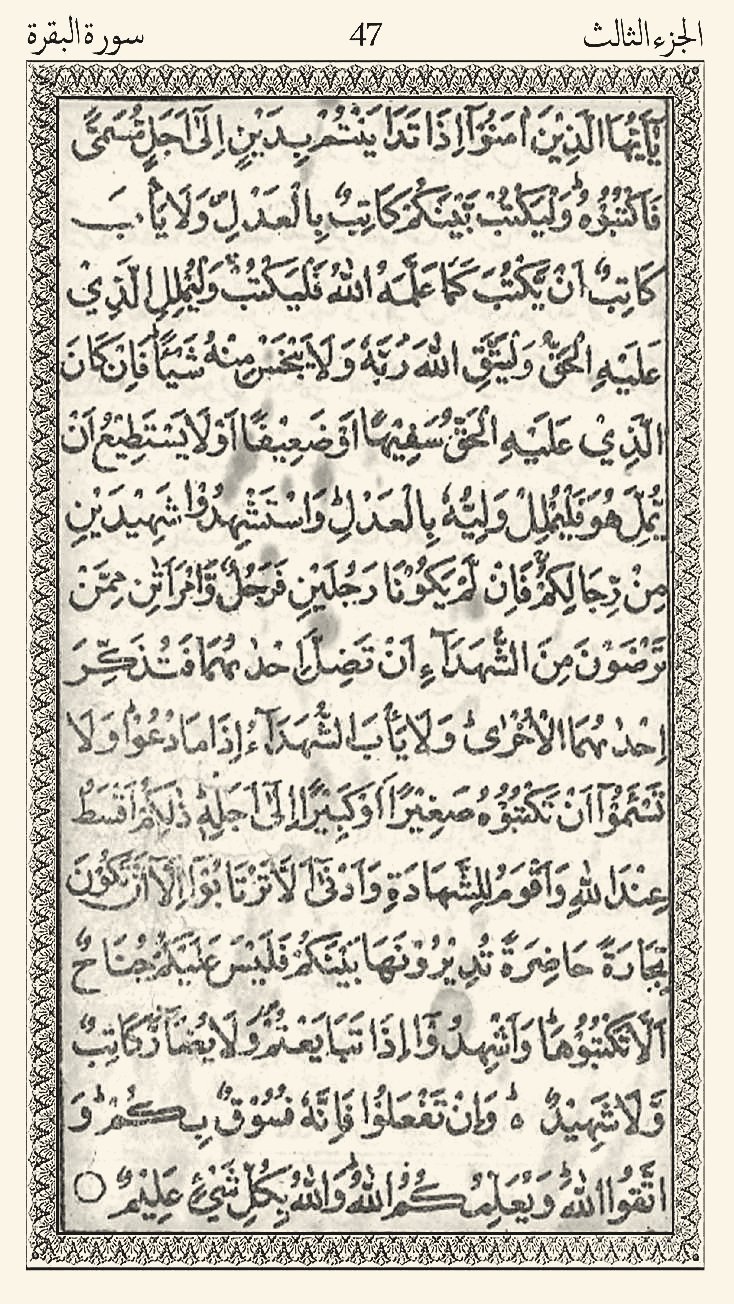 الجزء الثالث
47
سورة البقرة
يٰٓاَيُّهَا الَّذِيْنَ اٰمَنُوْٓا اِذَا تَدَايَنْتُمْ بِدَيْنٍ اِلٰٓى اَجَلٍ مُّسَمًّى
فَاكْتُبُوْهُ ؕ وَلْيَكْتُبْ بَّيْنَكُمْ كَاتِبٌۢ بِالْعَدْلِ ۪ وَلَا يَاْبَ
كَاتِبٌ اَنْ يَّكْتُبَ كَمَا عَلَّمَهُ اللّٰهُ فَلْيَكْتُبْ ۚ وَلْيُمْلِلِ الَّذِيْ
عَلَيْهِ الْحَقُّ وَلْيَتَّقِ اللّٰهَ رَبَّهٗ وَلَا يَبْخَسْ مِنْهُ شَيْـًٔا ؕ فَاِنْ كَانَ
الَّذِيْ عَلَيْهِ الْحَقُّ سَفِيْهًا اَوْ ضَعِيْفًا اَوْ لَا يَسْتَطِيْعُ اَنْ
يُّمِلَّ هُوَ فَلْيُمْلِلْ وَلِيُّهٗ بِالْعَدْلِ ؕ وَاسْتَشْهِدُوْا شَهِيْدَيْنِ
مِنْ رِّجَالِكُمْ ۚ فَاِنْ لَّمْ يَكُوْنَا رَجُلَيْنِ فَرَجُلٌ وَّامْرَاَتٰنِ مِمَّنْ
تَرْضَوْنَ مِنَ الشُّهَدَآءِ اَنْ تَضِلَّ اِحْدٰىهُمَا فَتُذَكِّرَ
اِحْدٰىهُمَا الْاُخْرٰى ؕ وَلَا يَاْبَ الشُّهَدَآءُ اِذَا مَا دُعُوْا ؕ وَلَا
تَسْـَٔمُوْٓا اَنْ تَكْتُبُوْهُ صَغِيْرًا اَوْ كَبِيْرًا اِلٰٓى اَجَلِهٖ ؕ ذٰلِكُمْ اَقْسَطُ
عِنْدَ اللّٰهِ وَاَقْوَمُ لِلشَّهَادَةِ وَاَدْنٰٓى اَلَّا تَرْتَابُوْٓا اِلَّآ اَنْ تَكُوْنَ
تِجَارَةً حَاضِرَةً تُدِيْرُوْنَهَا بَيْنَكُمْ فَلَيْسَ عَلَيْكُمْ جُنَاحٌ
اَلَّا تَكْتُبُوْهَا ؕ وَاَشْهِدُوْٓا اِذَا تَبَايَعْتُمْ ۪ وَلَا يُضَآرَّ كَاتِبٌ
وَّلَا شَهِيْدٌ ؕ۬ وَاِنْ تَفْعَلُوْا فَاِنَّهٗ فُسُوْقٌۢ بِكُمْ ؕ وَ
اتَّقُوا اللّٰهَ ؕ وَيُعَلِّمُكُمُ اللّٰهُ ؕ وَاللّٰهُ بِكُلِّ شَيْءٍ عَلِيْمٌ ○